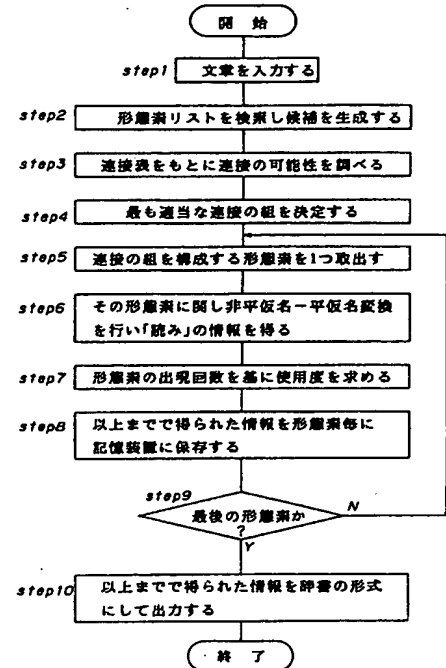 開始
step1 文章を入力する
step2 形態素リストを検索し候補を生成する
step3 連接表をもとに連接の可能性を調べる
step4 最も適当な連接の組を決定する
step5 連接の組を構成する形態素を1つ取出す
step6 その形態素に関し非平仮名－平仮名変換
を行い「読み」の情報を得る
step7 形態素の出現回数を基に使用度を求める
step8 以上までで得られた情報を形態素毎に
記憶装置に保存する
step9
最後の形態素か
?
N
Y
step10 以上までで得られた情報を辞書の形式
にして出力する
終了